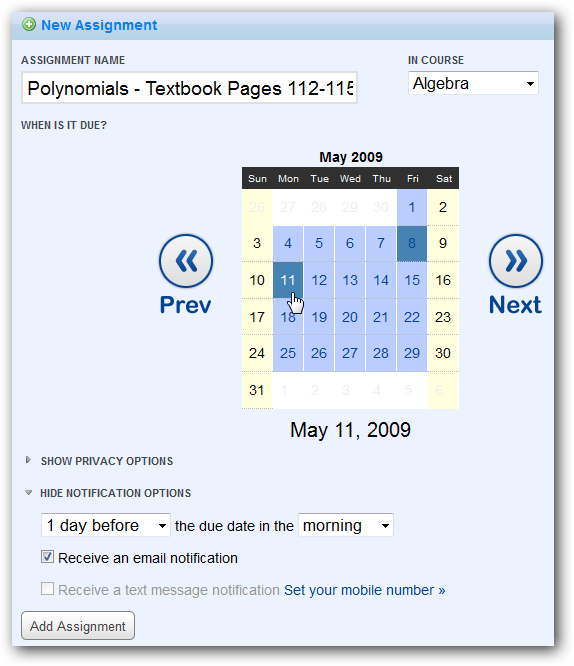 New Assignment
ASSIGNMENT NAME IN COURSE
Polynomials - Textbook Pages 112-115 Algebra
WHEN IS IT DUE?
May 2009
Sun Mon Tue Wed Thu Fri Sat
26 27 28 29 30 1 2
3 4 5 6 7 8 9
10 11 12 13 14 15 16
17 18 19 20 21 22 23
24 25 26 27 28 29 30
31 1 2 3 4 5 6
Prev Next
May 11, 2009
SHOW PRIVACY OPTIONS
HIDE NOTIFICATION OPTIONS
1 day before the due date in the morning
Receive an email notification
Receive a text message notification Set your mobile number »
Add Assignment